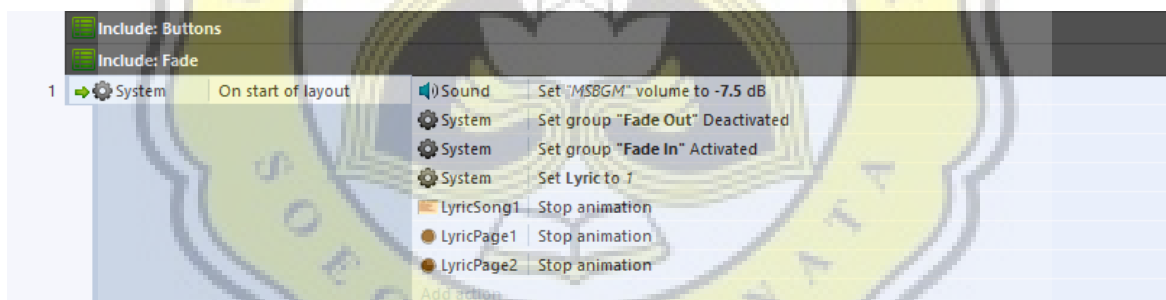 Include: Buttons
Include: Fade
1 System On start of layout Sound Set "MSBGM" volume to -7.5 dB
System Set group "Fade Out" Deactivated
System Set group "Fade In" Activated
System Set Lyric to 1
LyricSong1 Stop animation
LyricPage1 Stop animation
LyricPage2 Stop animation
Add action
S O E
A T A